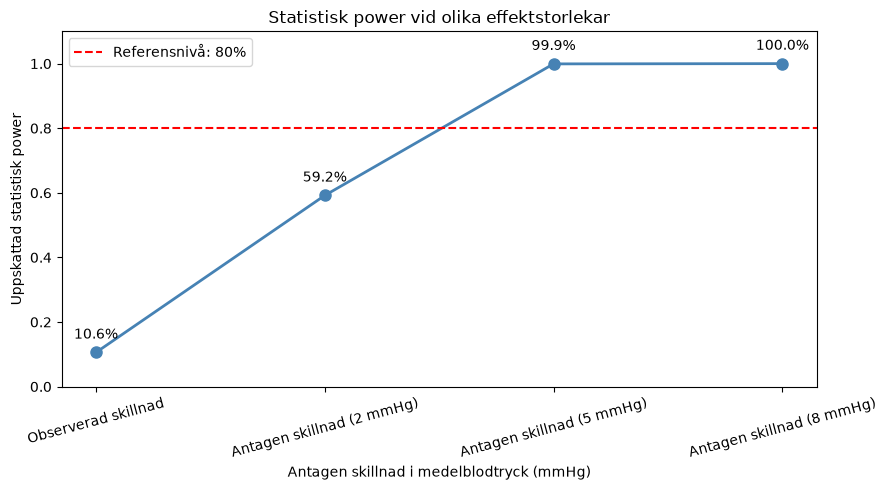 Statistisk power vid olika effektstorlekar
Referensnivå: 80%
Uppskattad statistisk power
1.0
0.8
0.6
0.4
0.2
0.0
10.6%
59.2%
99.9%
100.0%
Observerad skillnad
Antagen skillnad (2 mmHg)
Antagen skillnad (5 mmHg)
Antagen skillnad (8 mmHg)
Antagen skillnad i medelblodtryck (mmHg)